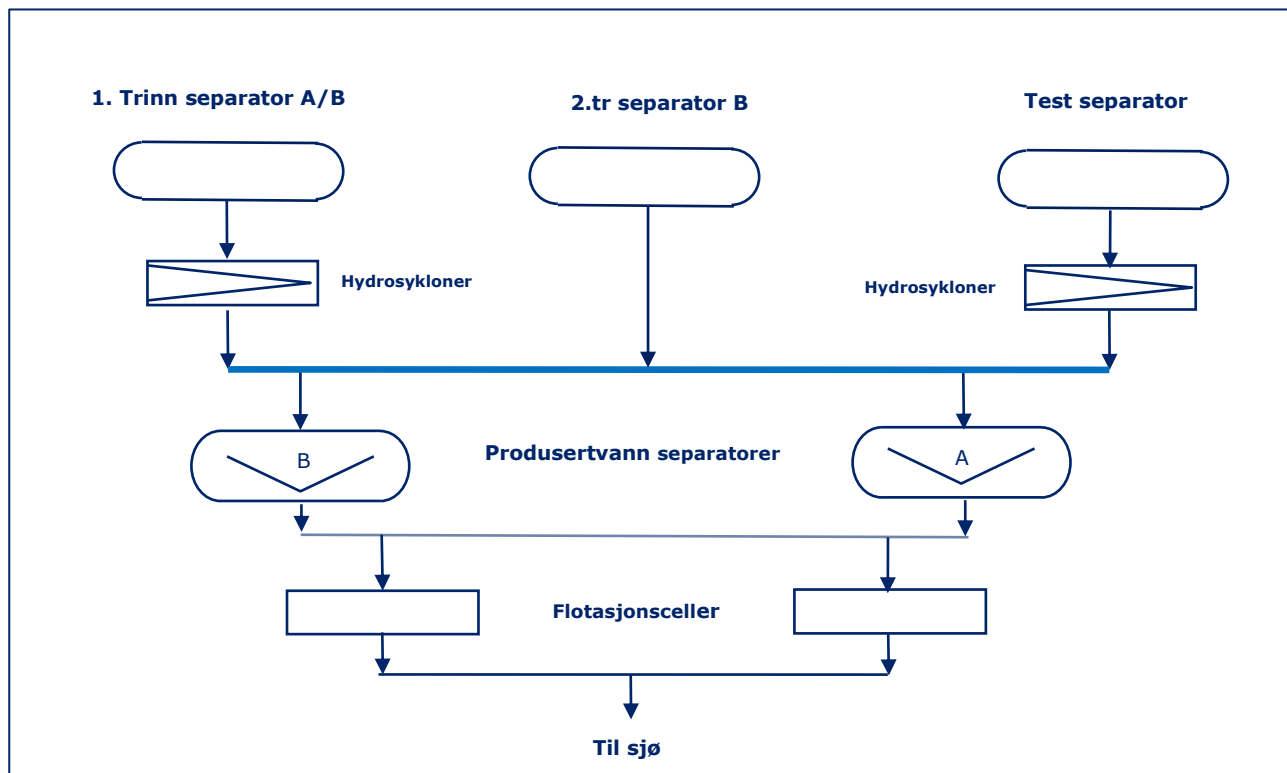 1. Trinn separator A/B
2.tr separator B
Test separator
Hydrosykloner
Hydrosykloner
B
Produsertvann separatorer
A
Flotasjonsceller
Til sjø